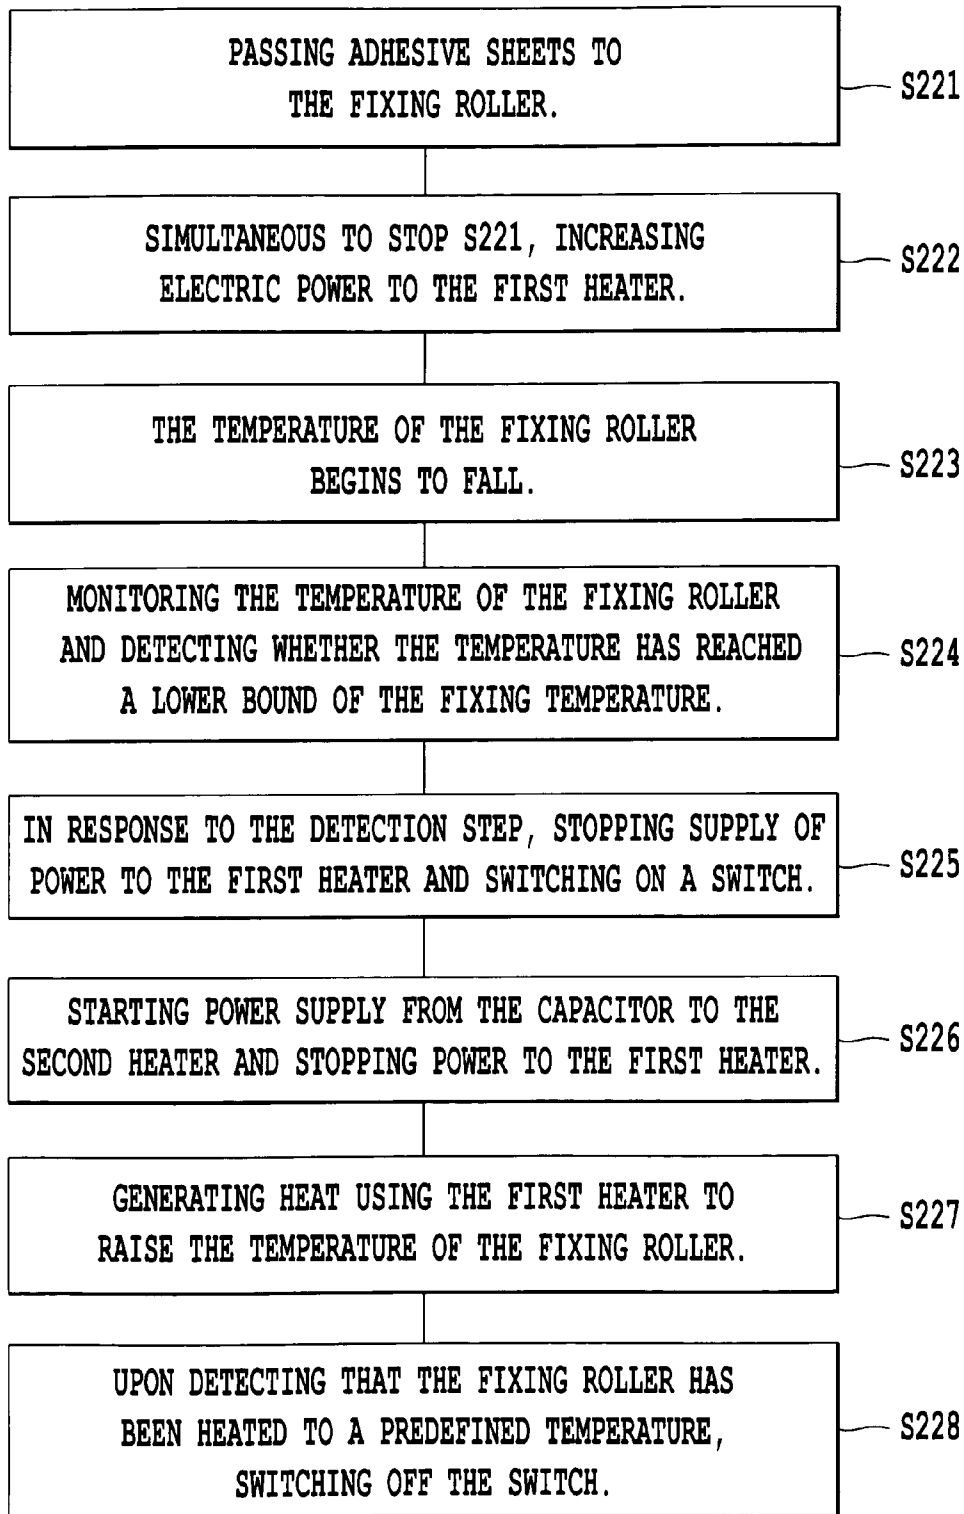 PASSING ADHESIVE SHEETS TO
THE FIXING ROLLER.
S221
SIMULTANEOUS TO STOP S221, INCREASING
ELECTRIC POWER TO THE FIRST HEATER.
S222
THE TEMPERATURE OF THE FIXING ROLLER
BEGINS TO FALL.
S223
MONITORING THE TEMPERATURE OF THE FIXING ROLLER
AND DETECTING WHETHER THE TEMPERATURE HAS REACHED
A LOWER BOUND OF THE FIXING TEMPERATURE.
S224
IN RESPONSE TO THE DETECTION STEP, STOPPING SUPPLY OF
POWER TO THE FIRST HEATER AND SWITCHING ON A SWITCH.
S225
STARTING POWER SUPPLY FROM THE CAPACITOR TO THE
SECOND HEATER AND STOPPING POWER TO THE FIRST HEATER.
S226
GENERATING HEAT USING THE FIRST HEATER TO
RAISE THE TEMPERATURE OF THE FIXING ROLLER.
S227
UPON DETECTING THAT THE FIXING ROLLER HAS
BEEN HEATED TO A PREDEFINED TEMPERATURE,
SWITCHING OFF THE SWITCH.
S228